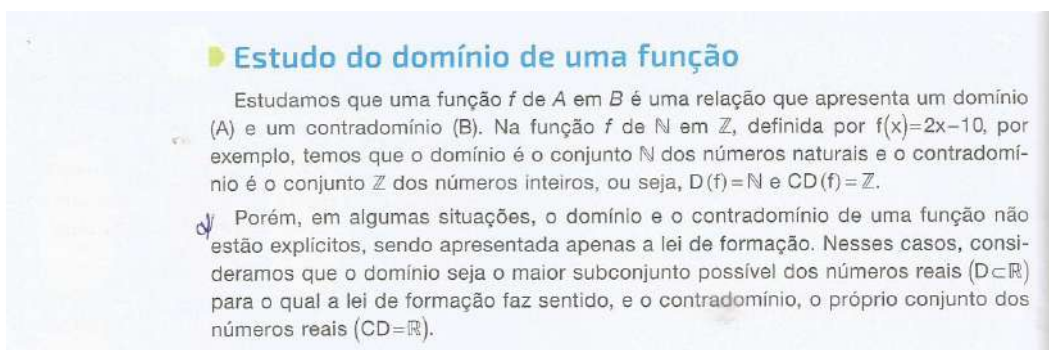 Estudo do domínio de uma função
Estudamos que uma função f de A em B é uma relação que apresenta um domínio
(A) e um contradomínio (B). Na função f de ℕ em ℤ, definida por f(x)=2x−10, por
exemplo, temos que o domínio é o conjunto ℕ dos números naturais e o contradomí-
nio é o conjunto ℤ dos números inteiros, ou seja, D(f)=ℕ e CD(f)=ℤ.
Porém, em algumas situações, o domínio e o contradomínio de uma função não
estão explícitos, sendo apresentada apenas a lei de formação. Nesses casos, consi-
deramos que o domínio seja o maior subconjunto possível dos números reais (D⊂ℝ)
para o qual a lei de formação faz sentido, e o contradomínio, o próprio conjunto dos
números reais (CD=ℝ).